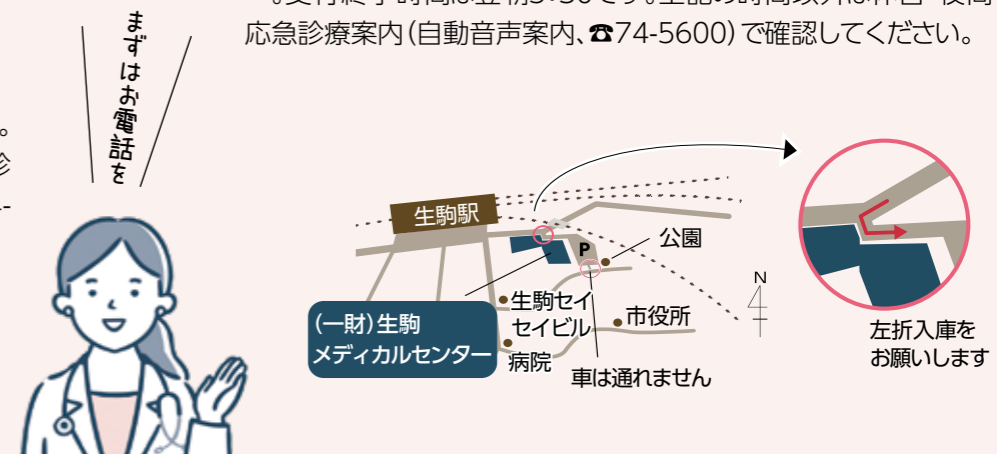 応急診療案内(自動音声案内、☎74-5600)で確認してください。
まずはお電話を
。
生駒駅
P
公園
生駒セイ
セイビル
市役所
病院
車は通れません
(一財)生駒
メディカルセンター
N
左折入庫を
お願いします